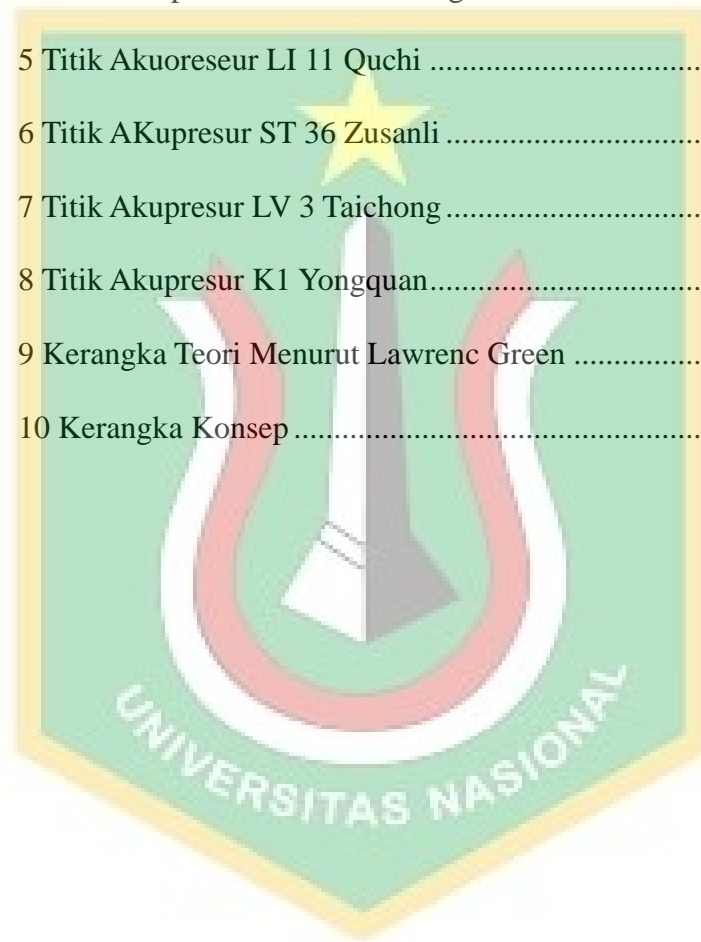 5 Titik Akuoreseur LI 11 Quchi ..................................
6 Titik AKupresur ST 36 Zusanli ................................
7 Titik Akupresur LV 3 Taichong ................................
8 Titik Akupresur K1 Yongquan..................................
9 Kerangka Teori Menurut Lawrenc Green ................
10 Kerangka Konsep ...................................................
UNIVERSITAS NASIONAL